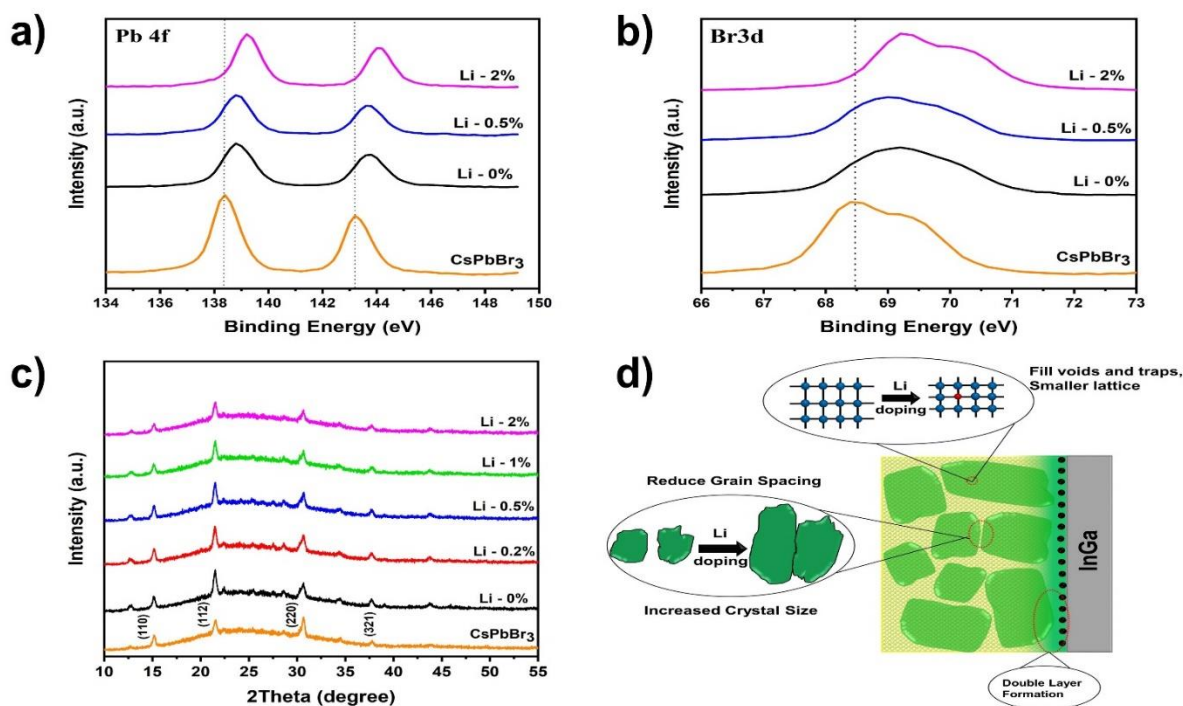 a)
Pb 4f
Intensity (a.u.)
Li - 2%
Li - 0.5%
Li - 0%
CsPbBr3
134 136 138 140 142 144 146 148 150
Binding Energy (eV)
b)
Br3d
Intensity (a.u.)
Li - 2%
Li - 0.5%
Li - 0%
CsPbBr3
66 67 68 69 70 71 72 73
Binding Energy (eV)
c)
Intensity (a.u.)
Li - 2%
Li - 1%
Li - 0.5%
Li - 0.2%
Li - 0%
CsPbBr3
(110) (112) (220) (321)
10 15 20 25 30 35 40 45 50 55
2Theta (degree)
d)
Li
doping
Fill voids and traps,
Smaller lattice
Reduce Grain Spacing
Li
doping
Increased Crystal Size
InGa
Double Layer
Formation